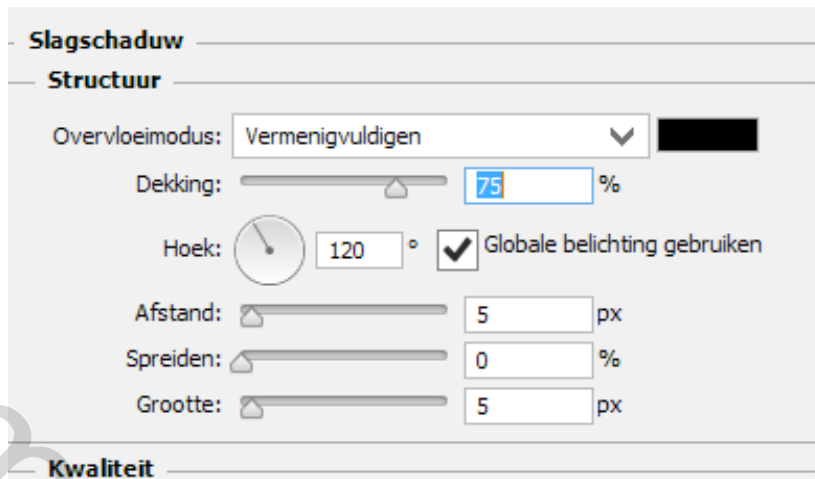 Slagschaduw
Structuur
Overvloeimodus: Vermenigvuldigen
Dekking: 75 %
Hoek: 120 ° Globale belichting gebruiken
Afstand: 5 px
Spreiden: 0 %
Grootte: 5 px
Kwaliteit